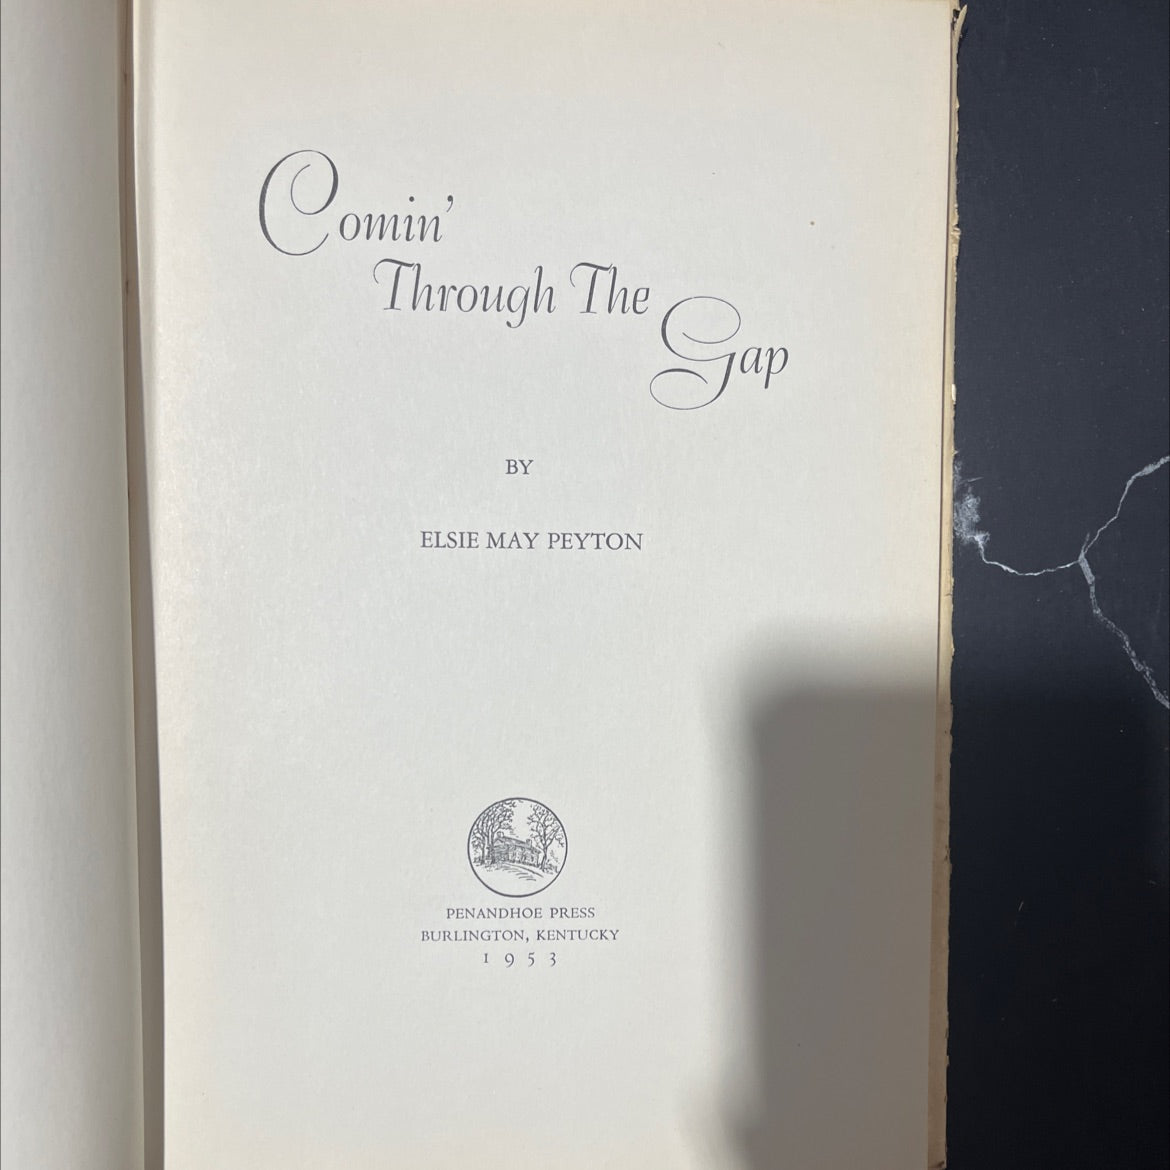 Comin'
Through The
Gap
BY
ELSIE MAY PEYTON
PENANDHOE PRESS
BURLINGTON, KENTUCKY
1953